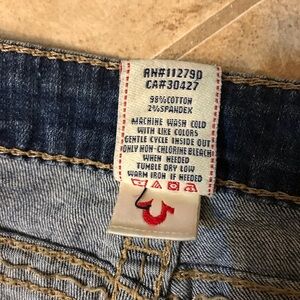 RN#112790
CA#30427
98%COTTON
2%SPANDEX
MACHINE WASH COLD
WITH LIKE COLORS
GENTLE CYCLE INSIDE OUT
ONLY NON-CHLORINE BLEACH
WHEN NEEDED
TUMBLE DRY LOW
WARM IRON IF NEEDED